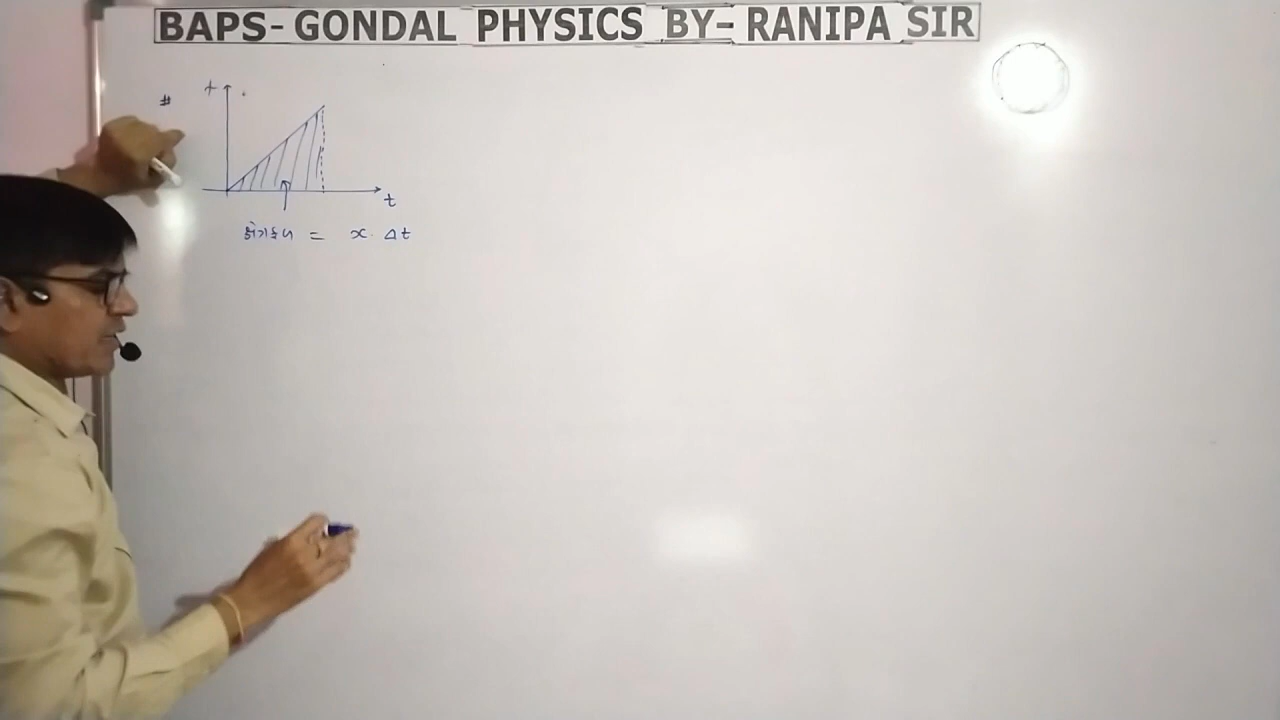 BAPS- GONDAL PHYSICS BY- RANIPA SIR
#
x
t
ક્ષેત્રફળ = x. Δt